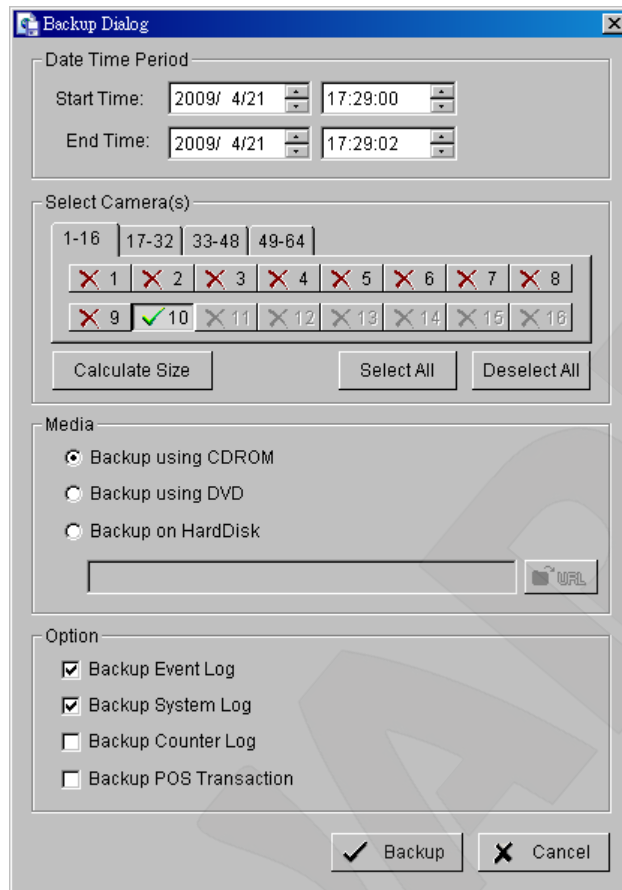 Backup Dialog
Date Time Period
Start Time: 2009/ 4/21 17:29:00
End Time: 2009/ 4/21 17:29:02
Select Camera(s)
1-16 17-32 33-48 49-64
1 2 3 4 5 6 7 8
9 10 11 12 13 14 15 16
Calculate Size Select All Deselect All
Media
Backup using CDROM
Backup using DVD
Backup on HardDisk
URL
Option
Backup Event Log
Backup System Log
Backup Counter Log
Backup POS Transaction
Backup Cancel